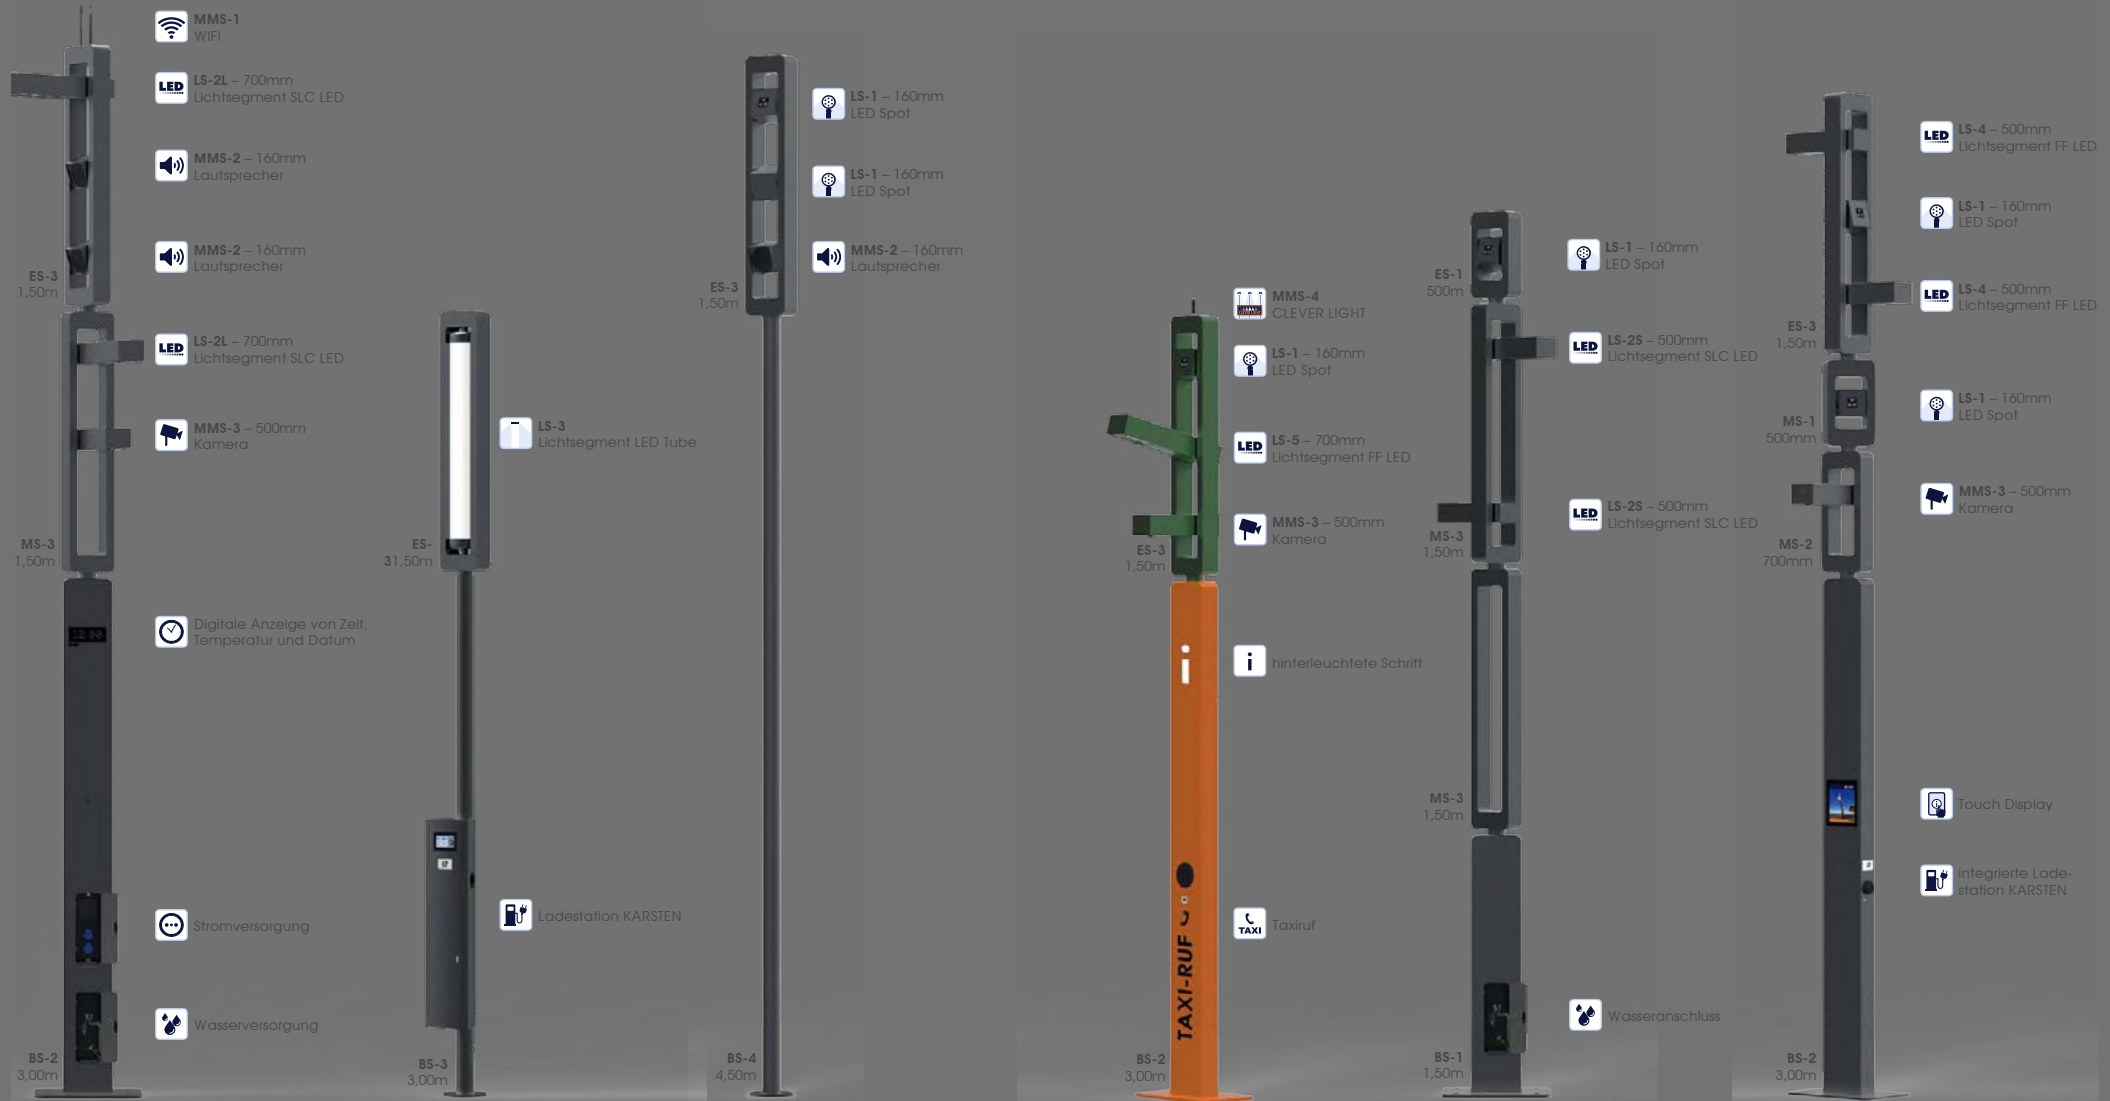 MMS-1
WIFI
LS-2L – 700mm
Lichtsegment SLC LED
MMS-2 – 160mm
Lautsprecher
MMS-2 – 160mm
Lautsprecher
ES-3
1,50m
LED
LS-2L – 700mm
Lichtsegment SLC LED
LED
MMS-3 – 500mm
Kamera
MS-3
1,50m
12:00
Digitale Anzeige von Zeit,
Temperatur und Datum
Stromversorgung
Wasserversorgung
BS-2
3,00m
LS-3
Lichtsegment LED Tube
ES-
31,50m
Ladestation KARSTEN
BS-3
3,00m
LS-1 – 160mm
LED Spot
LS-1 – 160mm
LED Spot
MMS-2 – 160mm
Lautsprecher
ES-3
1,50m
BS-4
4,50m
MMS-4
CLEVER LIGHT
LS-1 – 160mm
LED Spot
LED
LS-5 – 700mm
Lichtsegment FF LED
MMS-3 – 500mm
Kamera
ES-3
1,50m
i
i
hinterleuchtete Schrift
TAXI-RUF
TAXI
Taxiruf
BS-2
3,00m
LS-1 – 160mm
LED Spot
ES-1
500m
LED
LS-2S – 500mm
Lichtsegment SLC LED
LED
LS-2S – 500mm
Lichtsegment SLC LED
MS-3
1,50m
MS-3
1,50m
Wasseranschluss
BS-1
1,50m
LED
LS-4 – 500mm
Lichtsegment FF LED
LS-1 – 160mm
LED Spot
LED
LS-4 – 500mm
Lichtsegment FF LED
ES-3
1,50m
LS-1 – 160mm
LED Spot
MS-1
500mm
MMS-3 – 500mm
Kamera
MS-2
700mm
Touch Display
integrierte Lade-
station KARSTEN
BS-2
3,00m